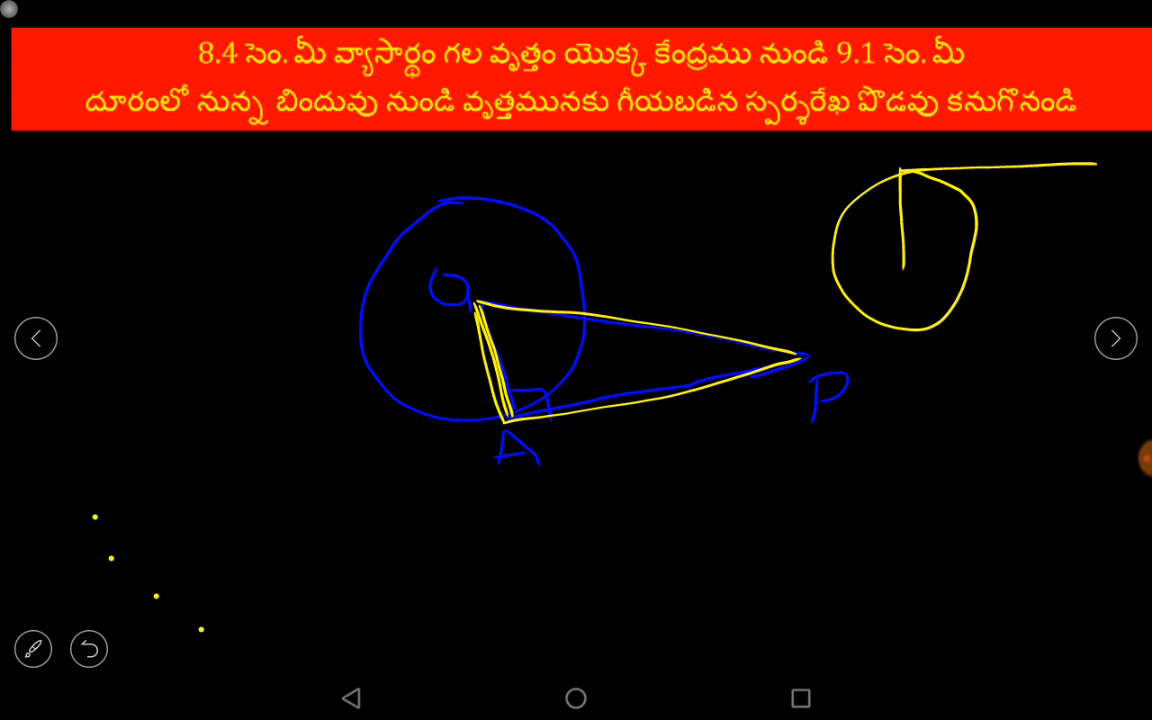 8.4 సెం. మీ వ్యాసార్థం గల వృత్తం యొక్క కేంద్రము నుండి 9.1 సెం. మీ
దూరంలో నున్న బిందువు నుండి వృత్తమునకు గీయబడిన స్పర్శరేఖ పొడవు కనుగొనండి
O
P
A